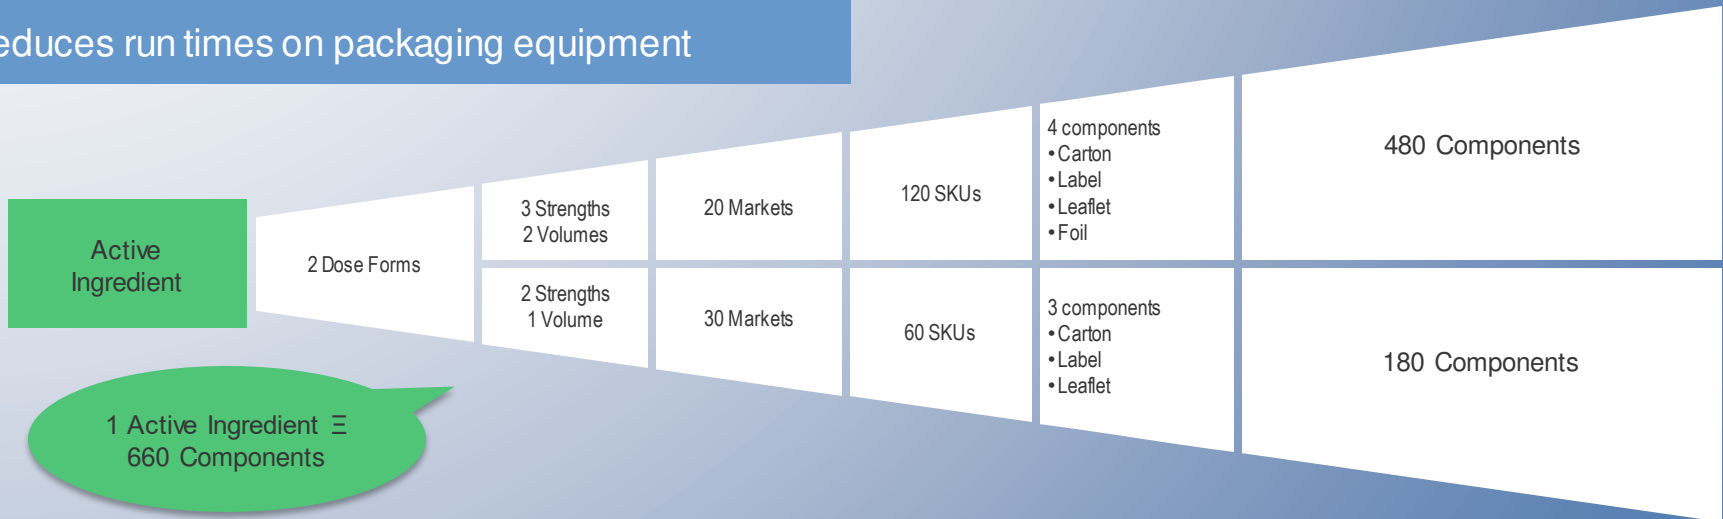 educes run times on packaging equipment
Active
Ingredient
2 Dose Forms
3 Strengths
2 Volumes
20 Markets
120 SKUs
4 components
•Carton
•Label
•Leaflet
•Foil
480 Components
2 Strengths
1 Volume
30 Markets
60 SKUs
3 components
•Carton
•Label
•Leaflet
180 Components
1 Active Ingredient Ξ
660 Components